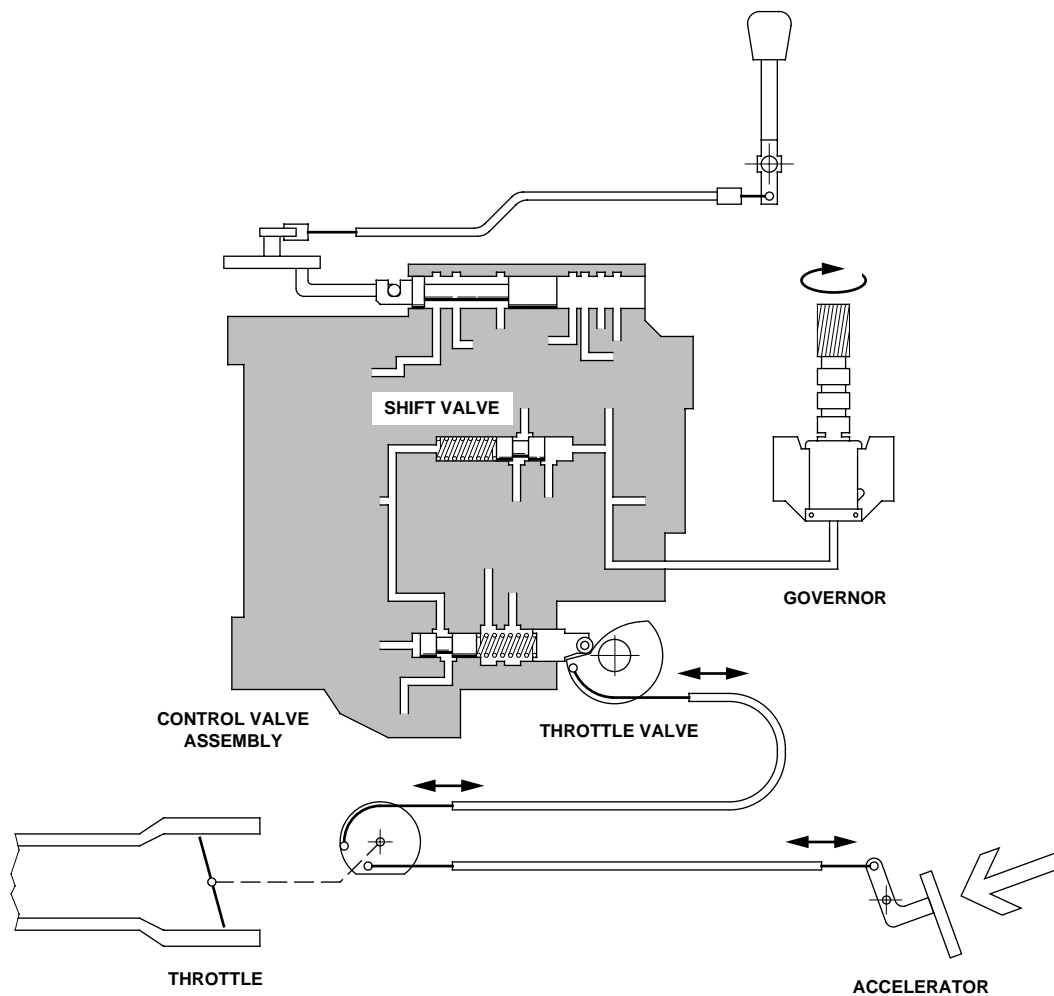 SHIFT VALVE
GOVERNOR
CONTROL VALVE
ASSEMBLY
THROTTLE VALVE
THROTTLE
ACCELERATOR